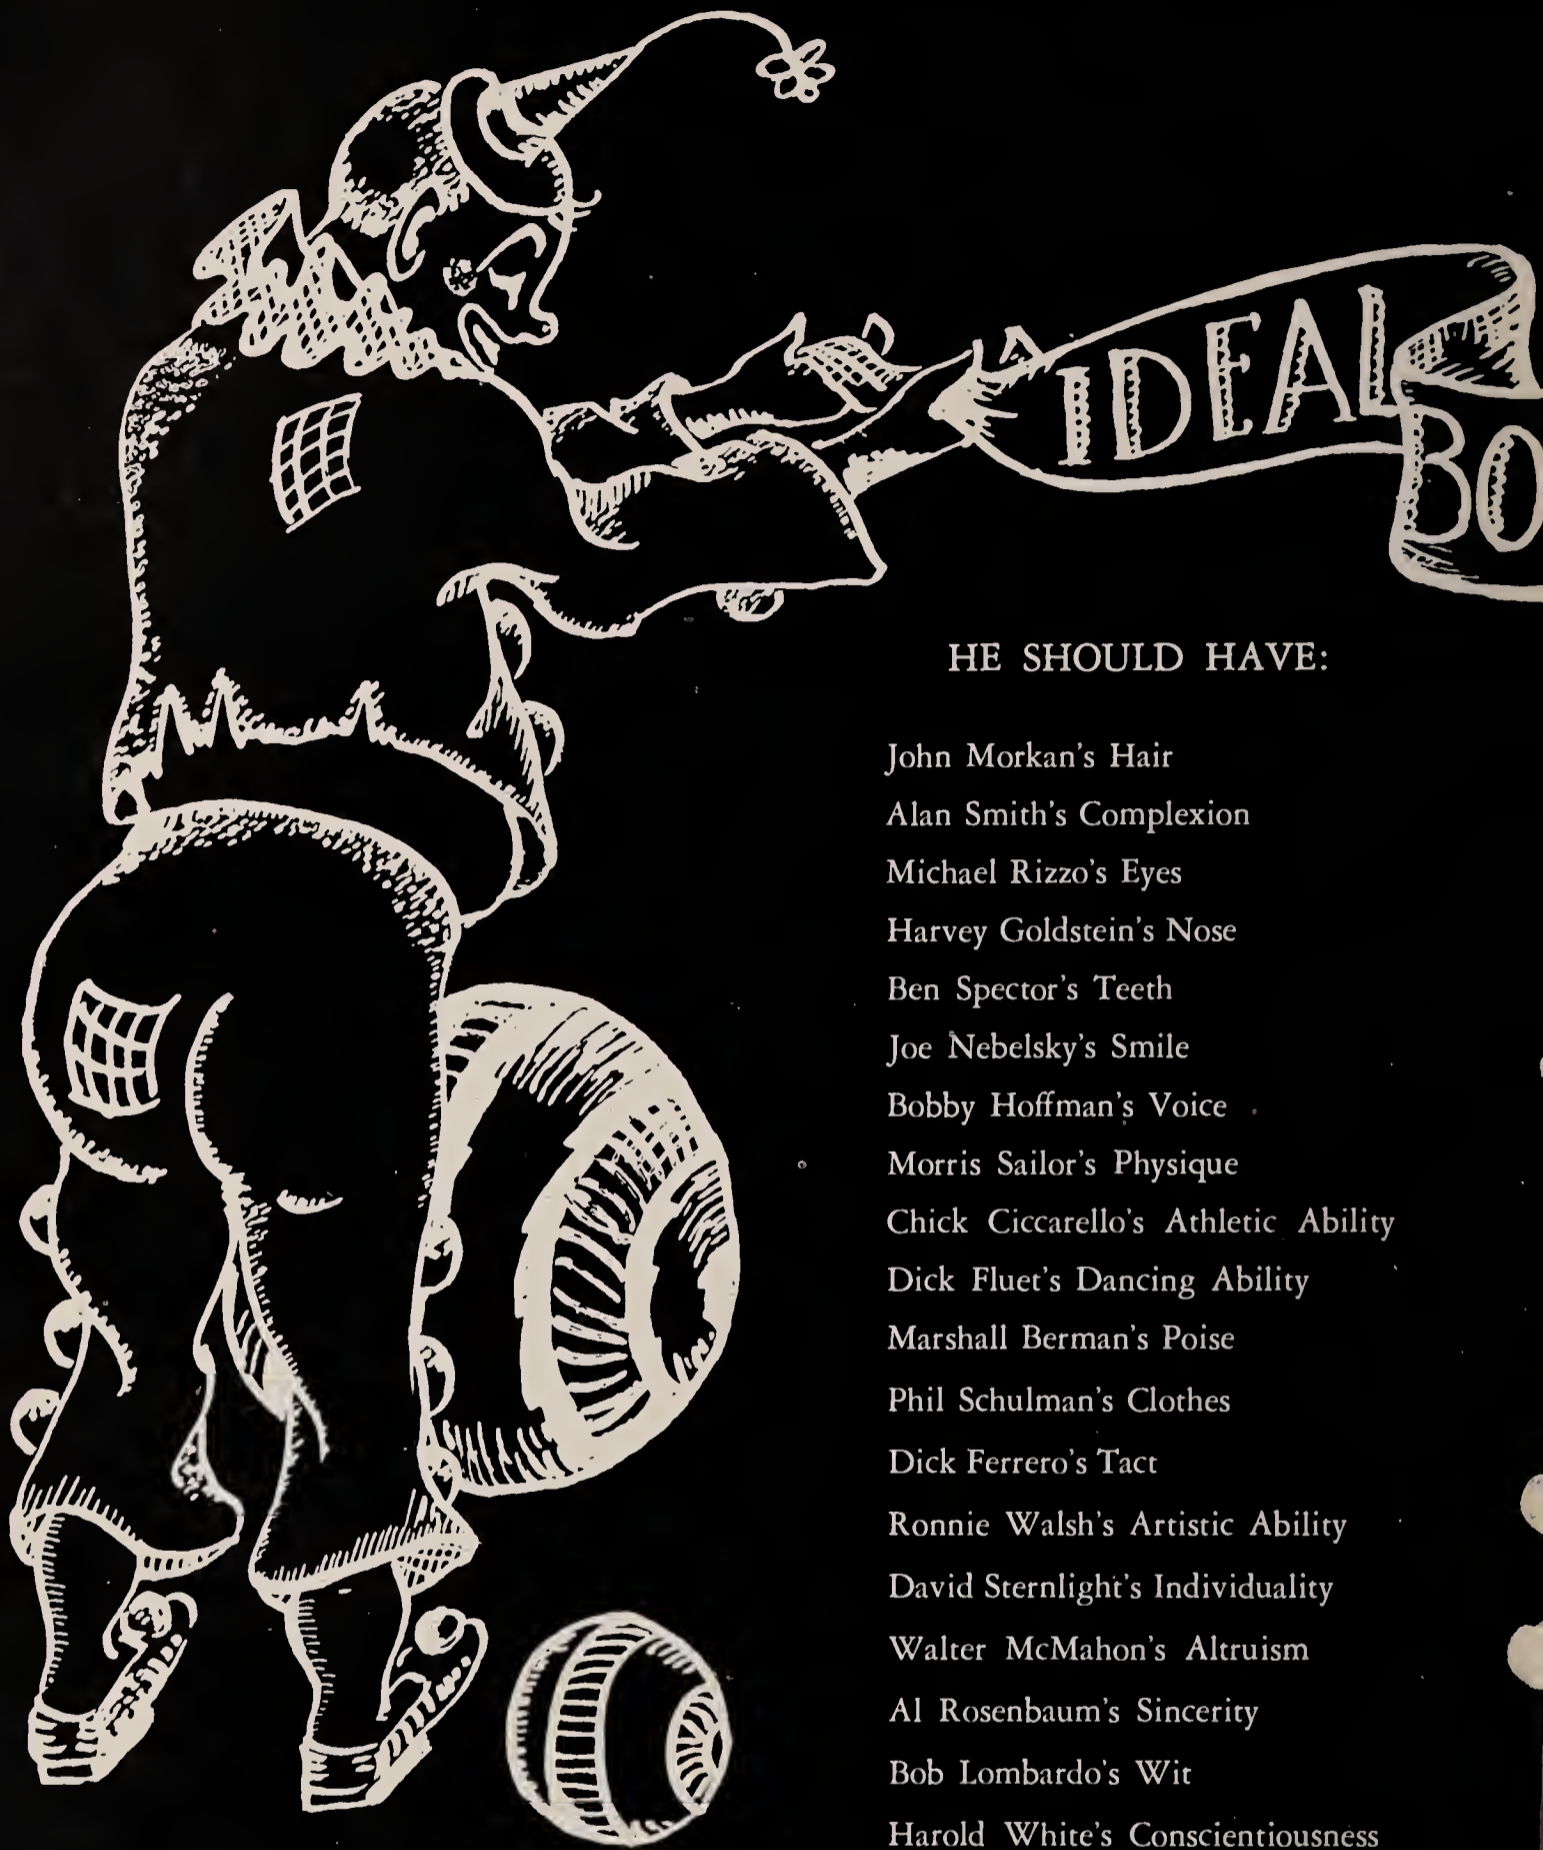 IDEAL
BO
HE SHOULD HAVE:
John Morkan's Hair
Alan Smith's Complexion
Michael Rizzo's Eyes
Harvey Goldstein's Nose
Ben Spector's Teeth
Joe Nebelsky's Smile
Bobby Hoffman's Voice
Morris Sailor's Physique
Chick Ciccarello's Athletic Ability
Dick Fluet's Dancing Ability
Marshall Berman's Poise
Phil Schulman's Clothes
Dick Ferrero's Tact
Ronnie Walsh's Artistic Ability
David Sternlight's Individuality
Walter McMahon's Altruism
Al Rosenbaum's Sincerity
Bob Lombardo's Wit
Harold White's Conscientiousness